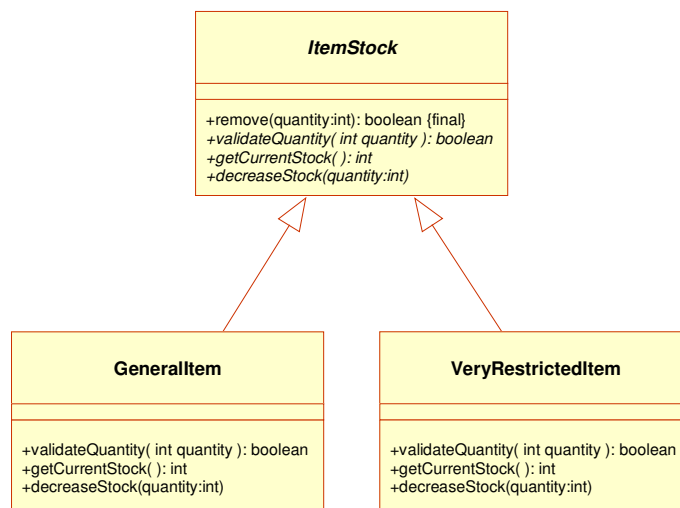 ItemStock
+remove(quantity:int): boolean {final}
+validateQuantity( int quantity ): boolean
+getCurrentStock( ): int
+decreaseStock(quantity:int)
GeneralItem
+validateQuantity( int quantity ): boolean
+getCurrentStock( ): int
+decreaseStock(quantity:int)
VeryRestrictedItem
+validateQuantity( int quantity ): boolean
+getCurrentStock( ): int
+decreaseStock(quantity:int)